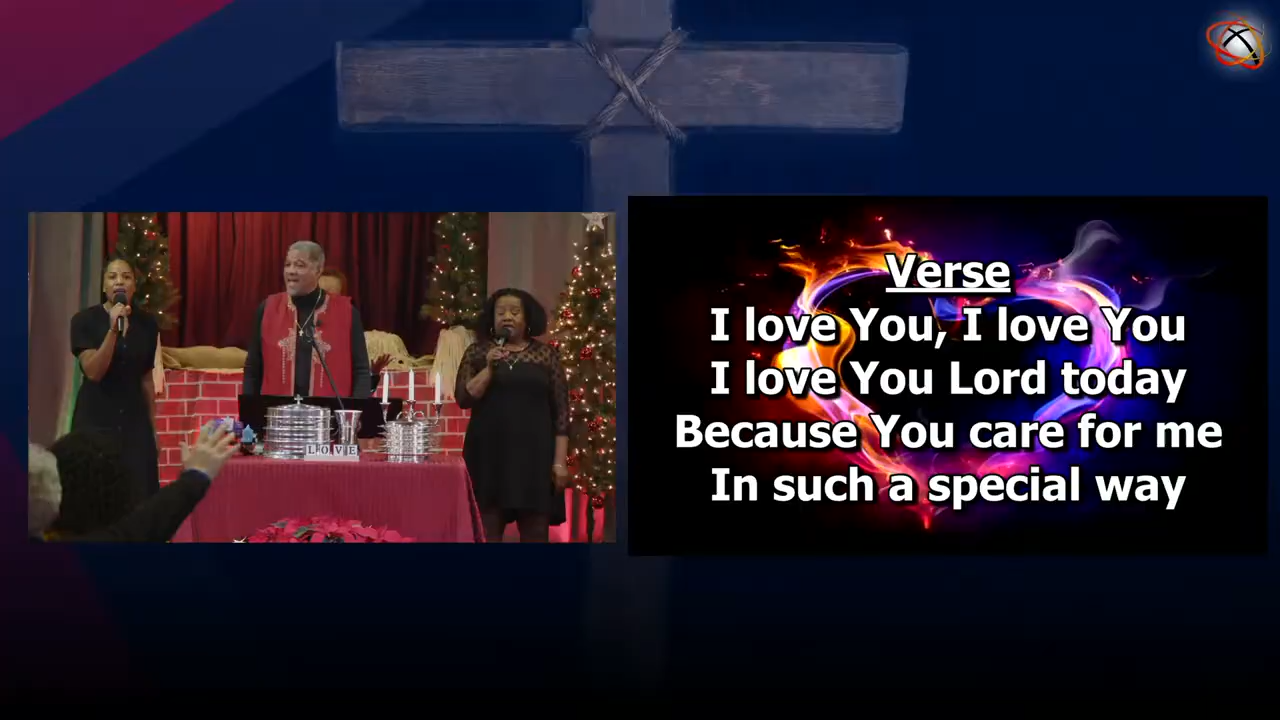 LOVE
Verse
I love You, I love You
I love You Lord today
Because You care for me
In such a special way